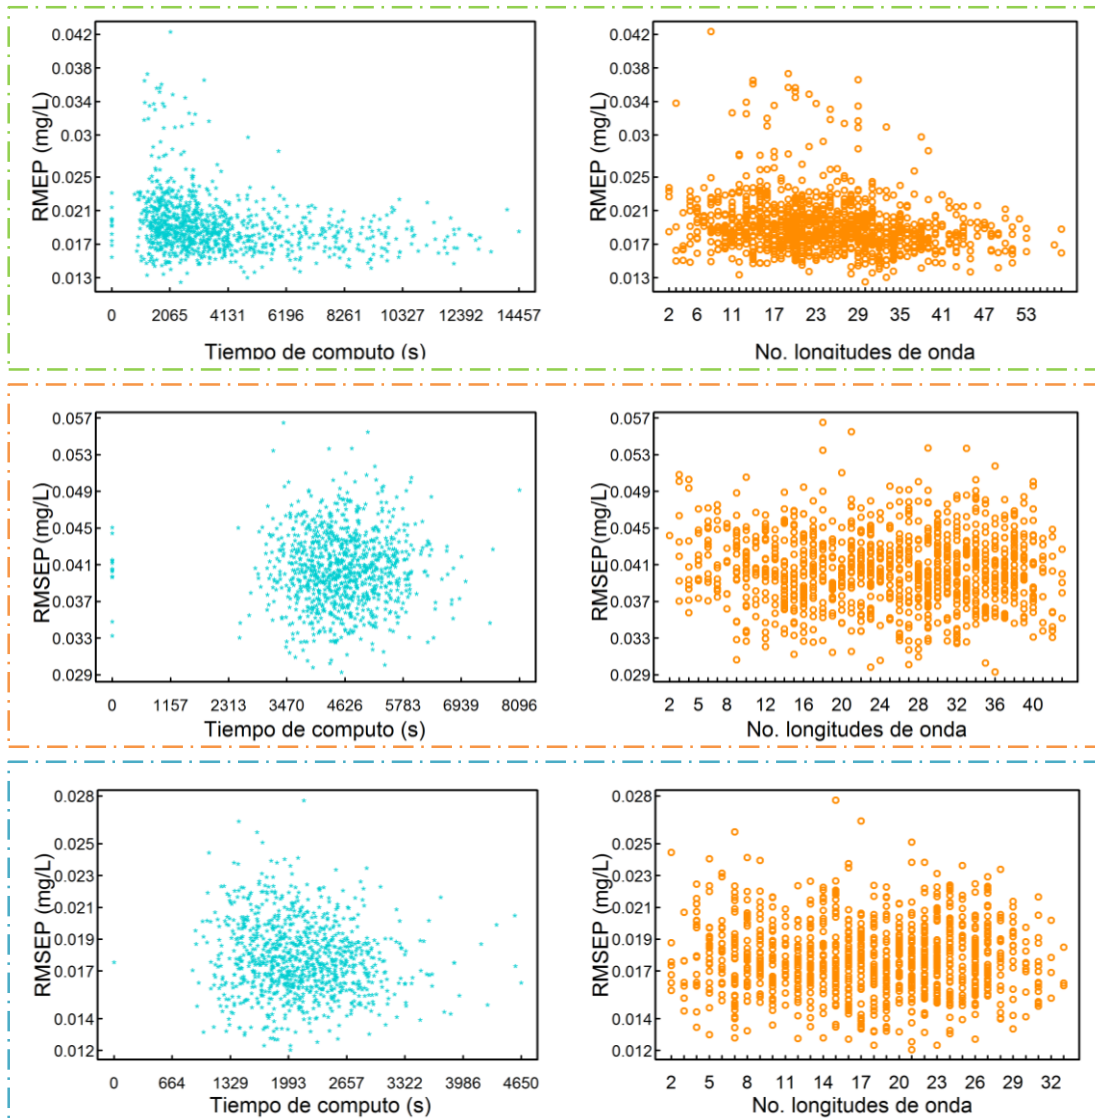 0.042
0.038
0.034
0.03
0.025
0.021
0.017
0.013
RMEP (mg/L)
0 2065 4131 6196 8261 10327 12392 14457
Tiempo de computo (s)
0.042
0.038
0.034
0.03
0.025
0.021
0.017
0.013
RMEP (mg/L)
2 6 11 17 23 29 35 41 47 53
No. longitudes de onda
0.057
0.053
0.049
0.045
0.041
0.037
0.033
0.029
RMSEP (mg/L)
0 1157 2313 3470 4626 5783 6939 8096
Tiempo de computo (s)
0.057
0.053
0.049
0.045
0.041
0.037
0.033
0.029
RMSEP(mg/L)
2 5 8 12 16 20 24 28 32 36 40
No. longitudes de onda
0.028
0.025
0.023
0.021
0.019
0.017
0.014
0.012
RMSEP (mg/L)
0 664 1329 1993 2657 3322 3986 4650
Tiempo de computo (s)
0.028
0.025
0.023
0.021
0.019
0.017
0.014
0.012
RMSEP (mg/L)
2 5 8 11 14 17 20 23 26 29 32
No. longitudes de onda